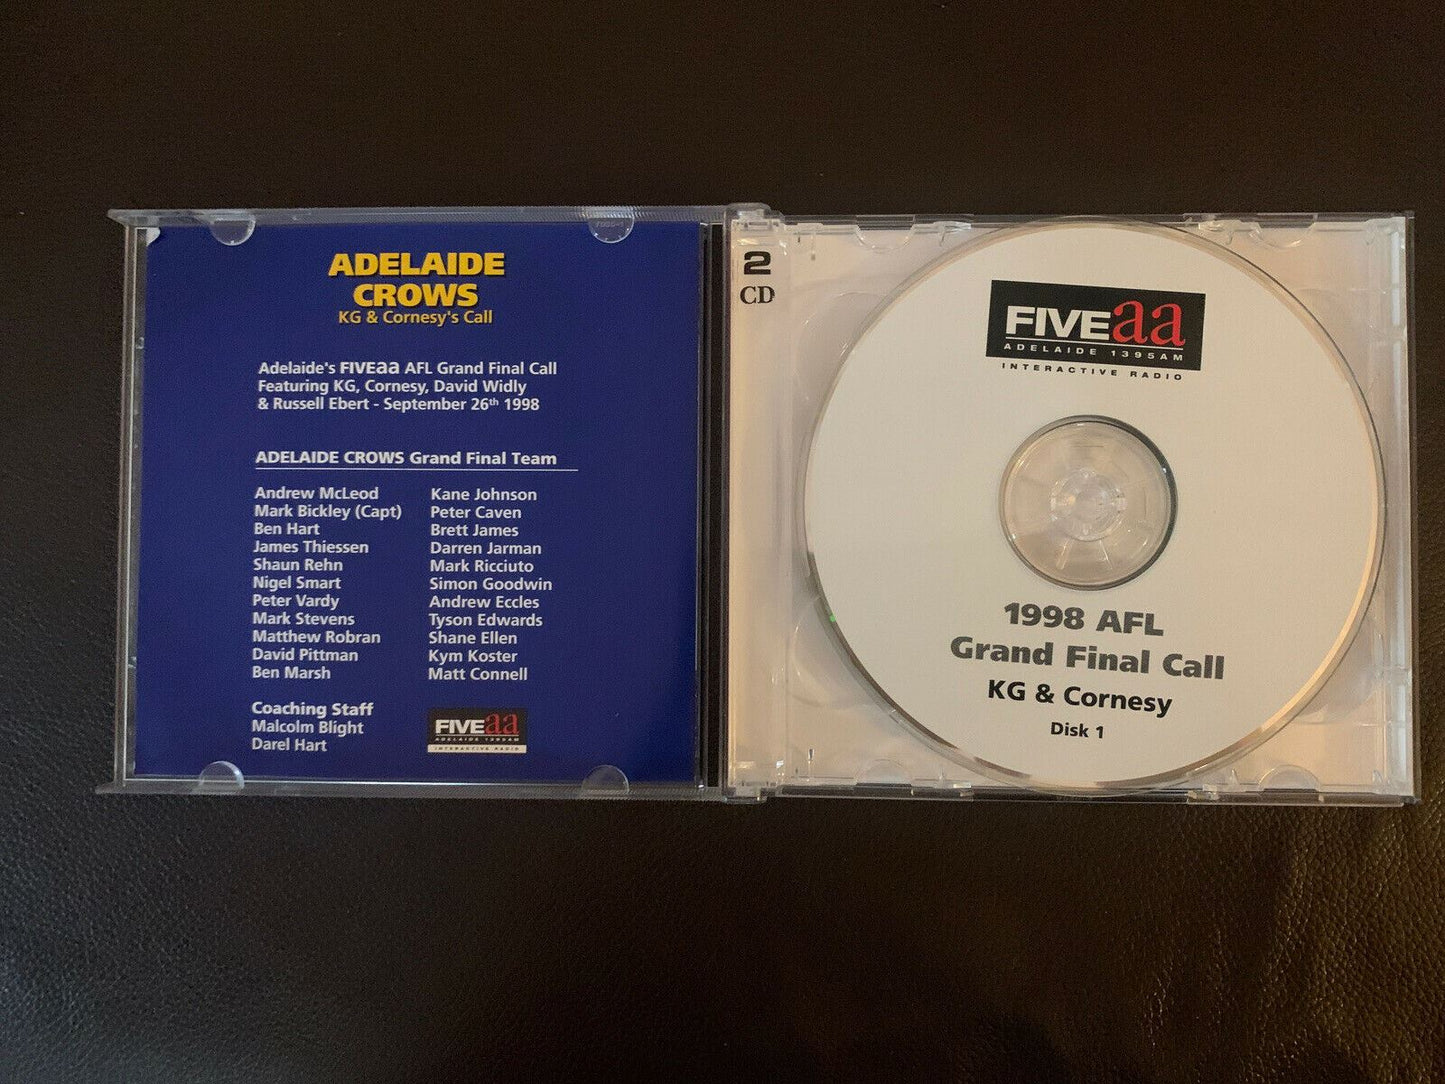 ADELAIDE
CROWS
KG & Cornesy's Call
Adelaide's FIVEaa AFL Grand Final Call
Featuring KG, Cornesy, David Widly
& Russell Ebert - September 26th 1998
ADELAIDE CROWS Grand Final Team
Andrew McLeod
Mark Bickley (Capt)
Ben Hart
James Thiessen
Shaun Rehn
Nigel Smart
Peter Vardy
Mark Stevens
Matthew Robran
David Pittman
Ben Marsh
Kane Johnson
Peter Caven
Brett James
Darren Jarman
Mark Ricciuto
Simon Goodwin
Andrew Eccles
Tyson Edwards
Shane Ellen
Kym Koster
Matt Connell
Coaching Staff
Malcolm Blight
Darel Hart
FIVEaa
ADELAIDE 1395AM
INTERACTIVE RADIO
2
CD
FIVEaa
ADELAIDE 1395AM
INTERACTIVE RADIO
1998 AFL
Grand Final Call
KG & Cornesy
Disk 1